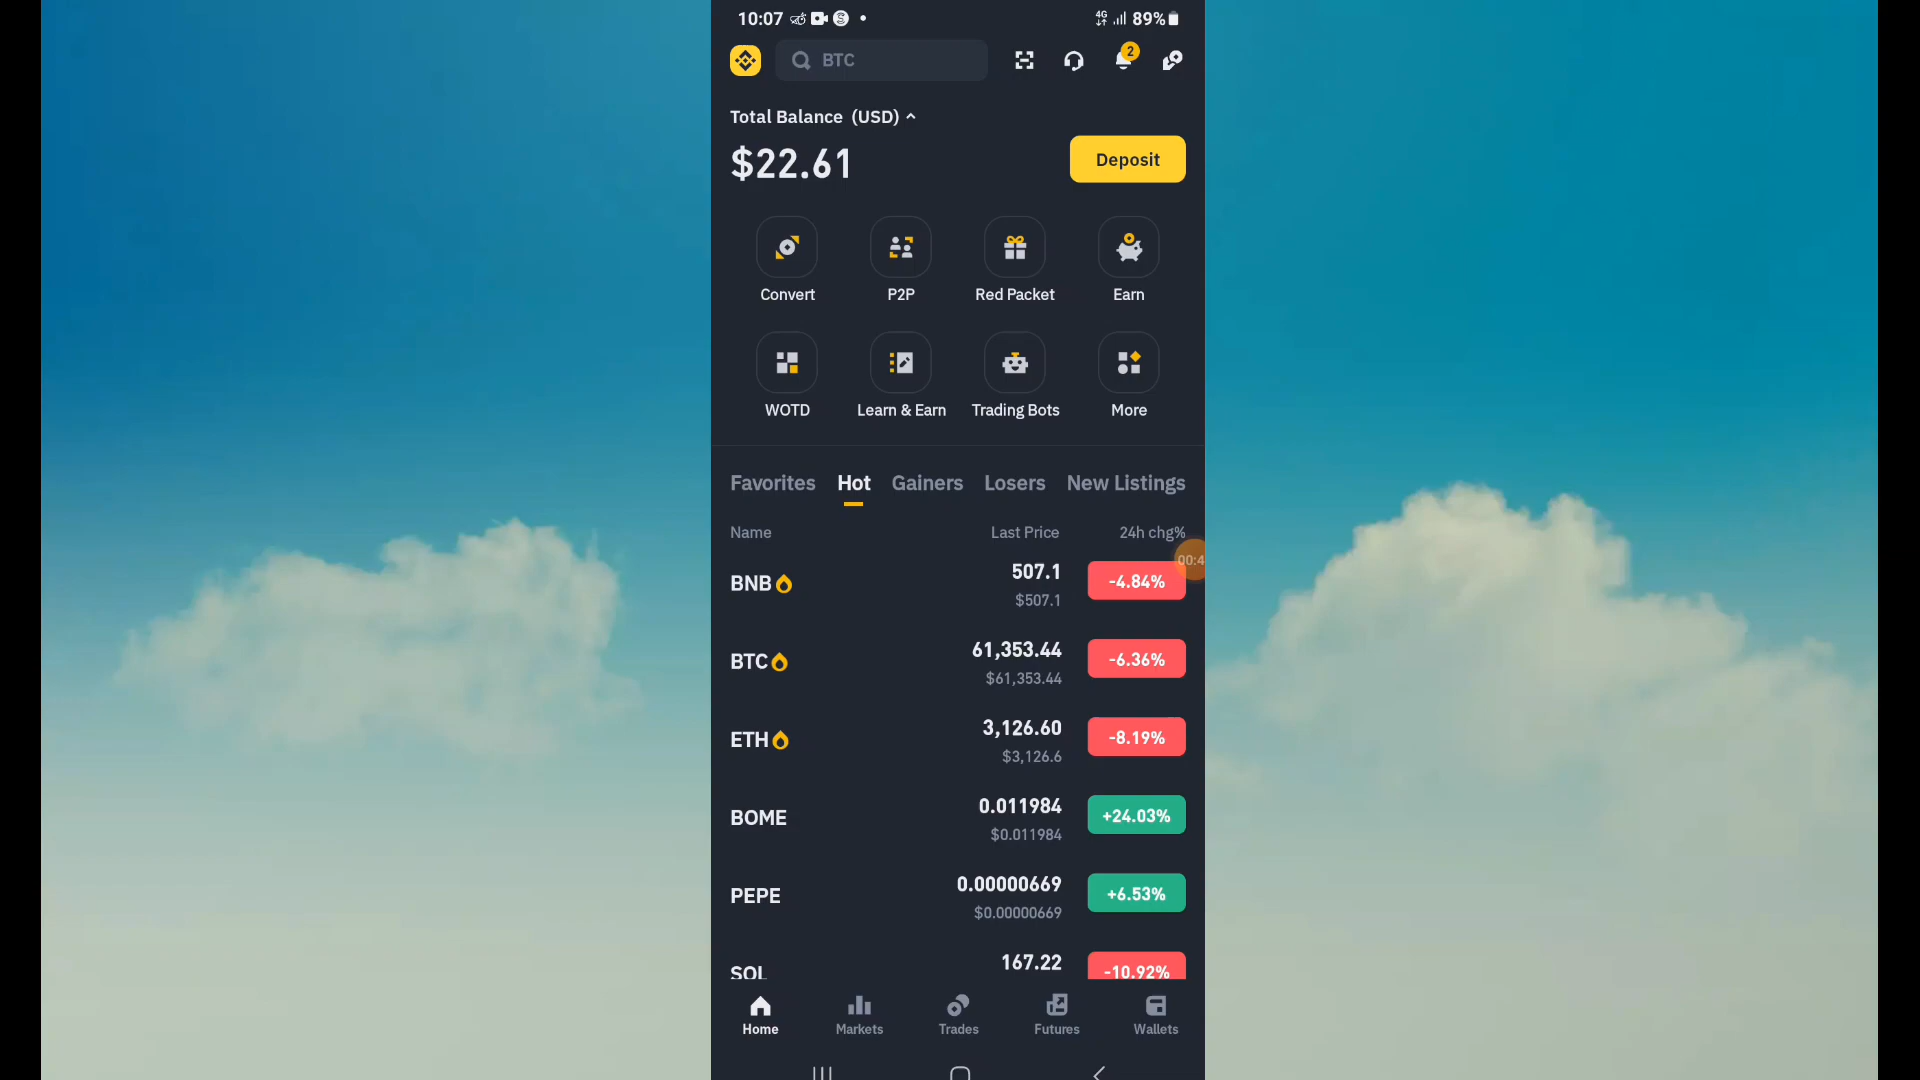 10:07 4G 89%
BTC 2
Total Balance (USD)
$22.61 Deposit
Convert P2P Red Packet Earn
WOTD Learn & Earn Trading Bots More
Favorites Hot Gainers Losers New Listings
Name Last Price 24h chg%
00:4
BNB 507.1 -4.84%
$507.1
BTC 61,353.44 -6.36%
$61,353.44
ETH 3,126.60 -8.19%
$3,126.6
BOME 0.011984 +24.03%
$0.011984
PEPE 0.00000669 +6.53%
$0.00000669
SOL 167.22 -10.92%
Home Markets Trades Futures Wallets